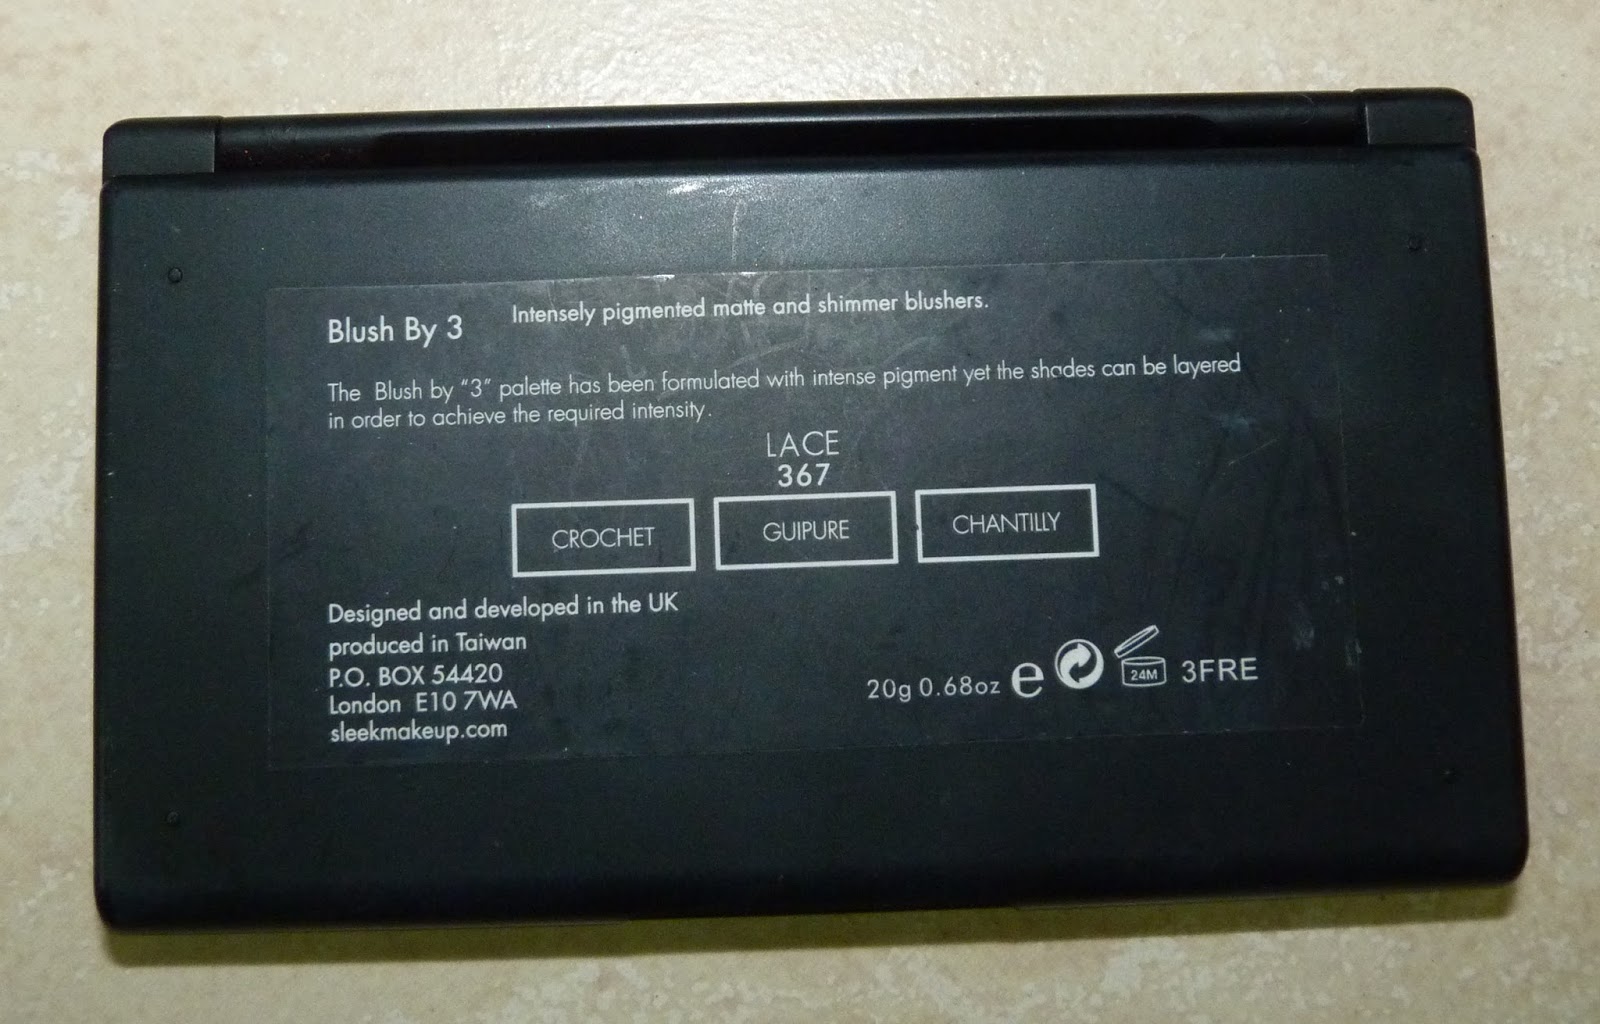 Blush By 3
Intensely pigmented matte and shimmer blushers.
The Blush by “3” palette has been formulated with intense pigment yet the shades can be layered
in order to achieve the required intensity.
LACE
367
CROCHET GUIPURE CHANTILLY
Designed and developed in the UK
produced in Taiwan
P.O. BOX 54420
London E10 7WA
sleekmakeup.com
20g 0.68oz e 24M 3FRE